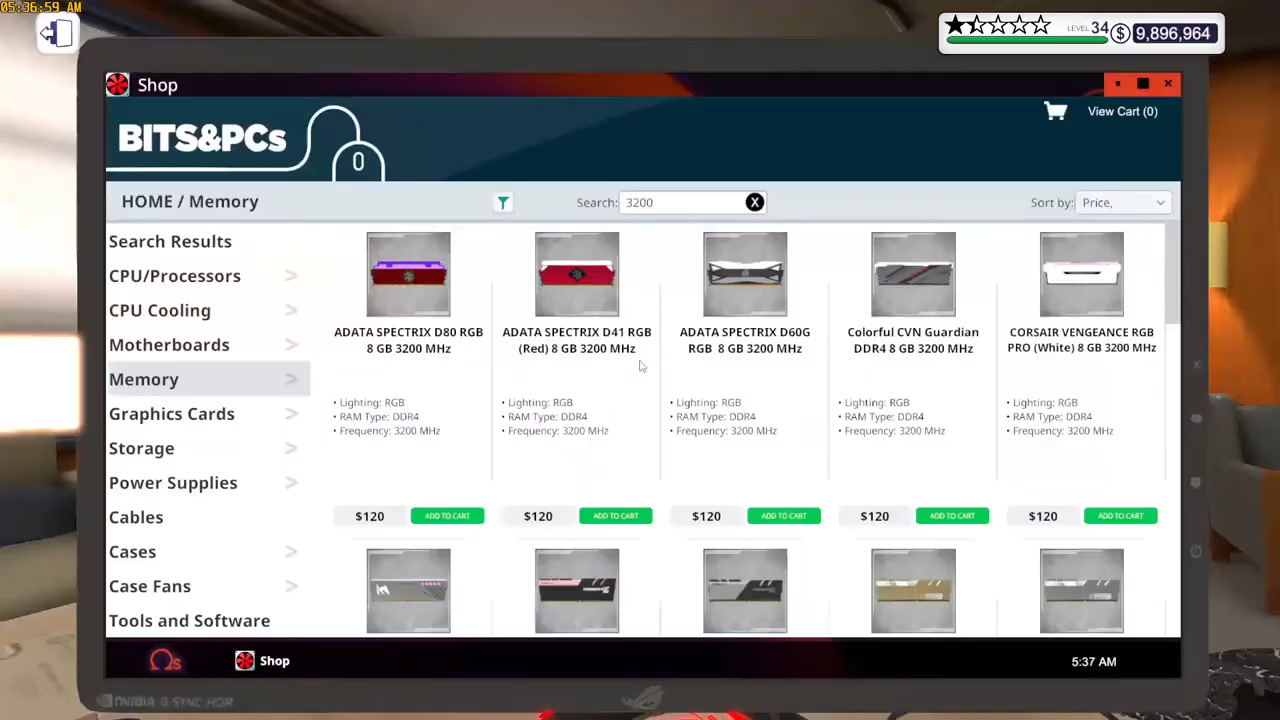 05:36:59 AM
LEVEL 34 $ 9,896,964
Shop
BITS&PCs
View Cart (0)
HOME / Memory
Search: 3200 X
Sort by: Price,
Search Results
CPU/Processors >
CPU Cooling
Motherboards >
Memory >
Graphics Cards >
Storage >
Power Supplies >
Cables
Cases >
Case Fans >
Tools and Software
ADATA SPECTRIX D80 RGB
8 GB 3200 MHz
• Lighting: RGB
• RAM Type: DDR4
• Frequency: 3200 MHz
$120 ADD TO CART
ADATA SPECTRIX D41 RGB
(Red) 8 GB 3200 MHz
• Lighting: RGB
• RAM Type: DDR4
• Frequency: 3200 MHz
$120 ADD TO CART
ADATA SPECTRIX D60G
RGB 8 GB 3200 MHz
• Lighting: RGB
• RAM Type: DDR4
• Frequency: 3200 MHz
$120 ADD TO CART
Colorful CVN Guardian
DDR4 8 GB 3200 MHz
• Lighting: RGB
• RAM Type: DDR4
• Frequency: 3200 MHz
$120 ADD TO CART
CORSAIR VENGEANCE RGB
PRO (White) 8 GB 3200 MHz
• Lighting: RGB
• RAM Type: DDR4
• Frequency: 3200 MHz
$120 ADD TO CART
Ωs
Shop
5:37 AM
NVIDIA G-SYNC HDR